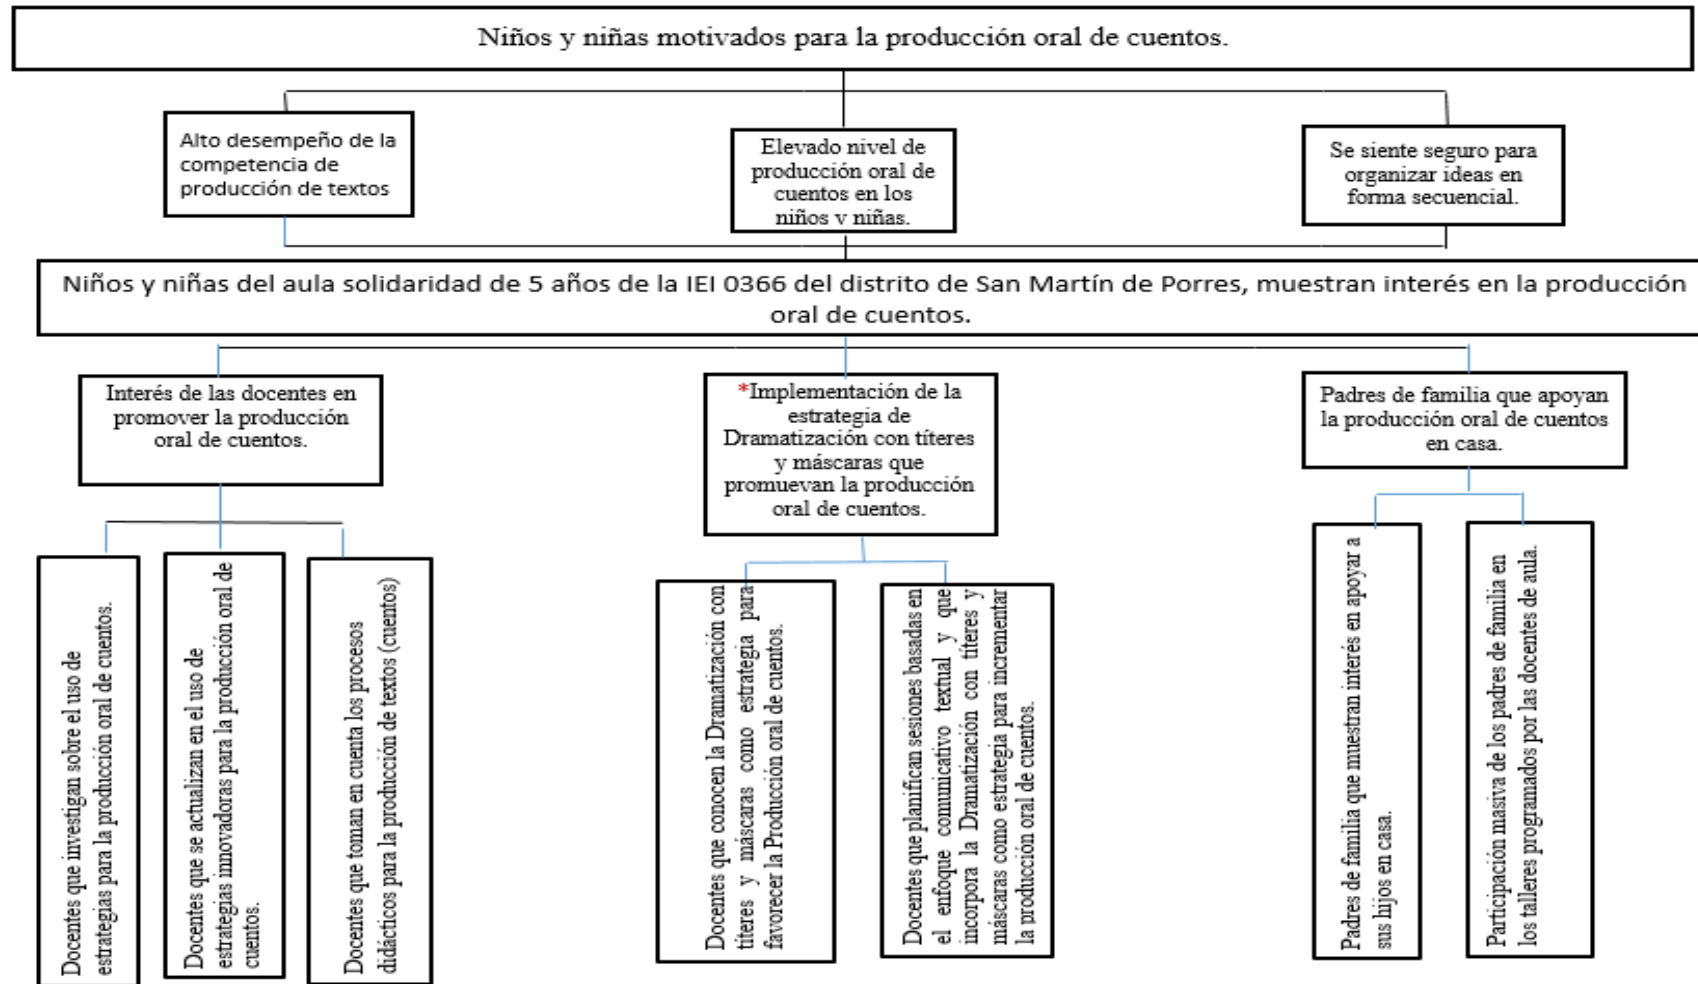 Niños y niñas motivados para la producción oral de cuentos.
Alto desempeño de la
competencia de
producción de textos
Elevado nivel de
producción oral de
cuentos en los
niños y niñas.
Se siente seguro para
organizar ideas en
forma secuencial.
Niños y niñas del aula solidaridad de 5 años de la IEI 0366 del distrito de San Martín de Porres, muestran interés en la producción
oral de cuentos.
Interés de las docentes en
promover la producción
oral de cuentos.
*Implementación de la
estrategia de
Dramatización con títeres
y máscaras que
promuevan la producción
oral de cuentos.
Padres de familia que apoyan
la producción oral de cuentos
en casa.
Docentes que investigan sobre el uso de
estrategias para la producción oral de cuentos.
Docentes que se actualizan en el uso de
estrategias innovadoras para la producción oral de
cuentos.
Docentes que toman en cuenta los procesos
didácticos para la producción de textos (cuentos)
Docentes que conocen la Dramatización con
títeres y máscaras como estrategia para
favorecer la Producción oral de cuentos.
Docentes que planifican sesiones basadas en
el enfoque comunicativo textual y que
incorpora la Dramatización con títeres y
máscaras como estrategia para incrementar
la producción oral de cuentos.
Padres de familia que muestran interés en apoyar a
sus hijos en casa.
Participación masiva de los padres de familia en
los talleres programados por las docentes de aula.